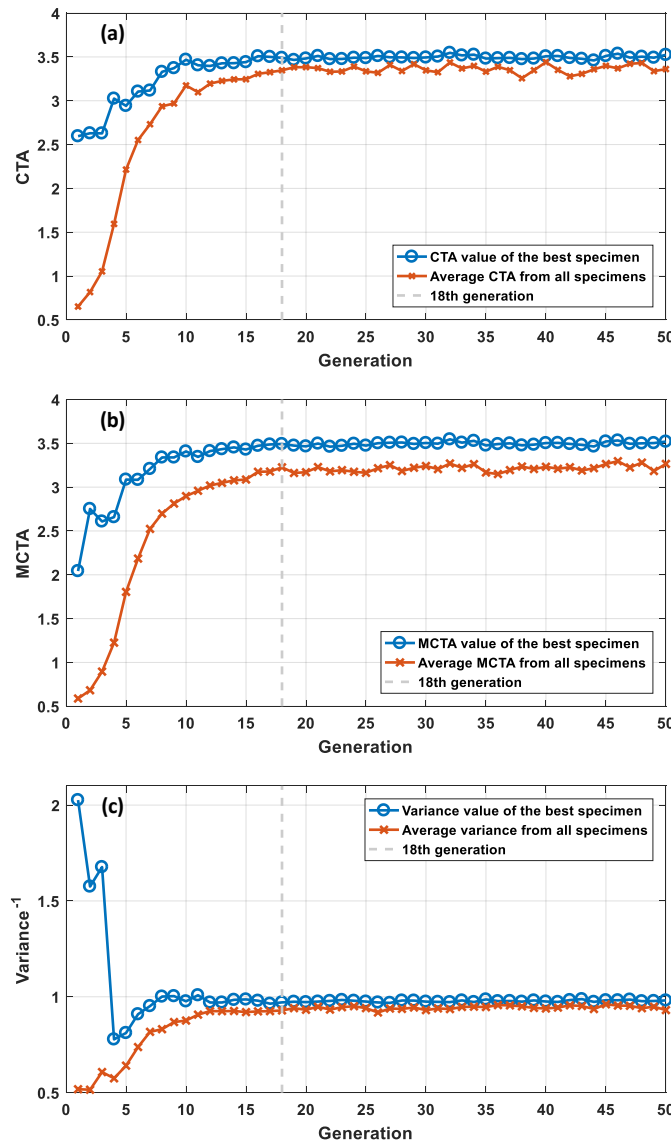 (a)
4
3.5
3
2.5
2
1.5
1
0.5
CTA
CTA value of the best specimen
Average CTA from all specimens
18th generation
0 5 10 15 20 25 30 35 40 45 50
Generation
(b)
4
3.5
3
2.5
2
1.5
1
0.5
MCTA
MCTA value of the best specimen
Average MCTA from all specimens
18th generation
0 5 10 15 20 25 30 35 40 45 50
Generation
(c)
2
1.5
1
0.5
Variance⁻¹
Variance value of the best specimen
Average variance from all specimens
18th generation
0 5 10 15 20 25 30 35 40 45 50
Generation